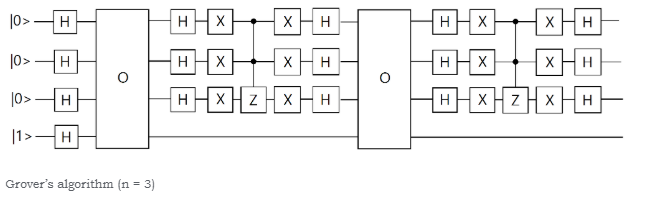 |0> H H X X H H X X H
|0> H H X X H H X X H
O O
|0> H H X Z X H H X Z X H
|1> H
Grover's algorithm (n = 3)